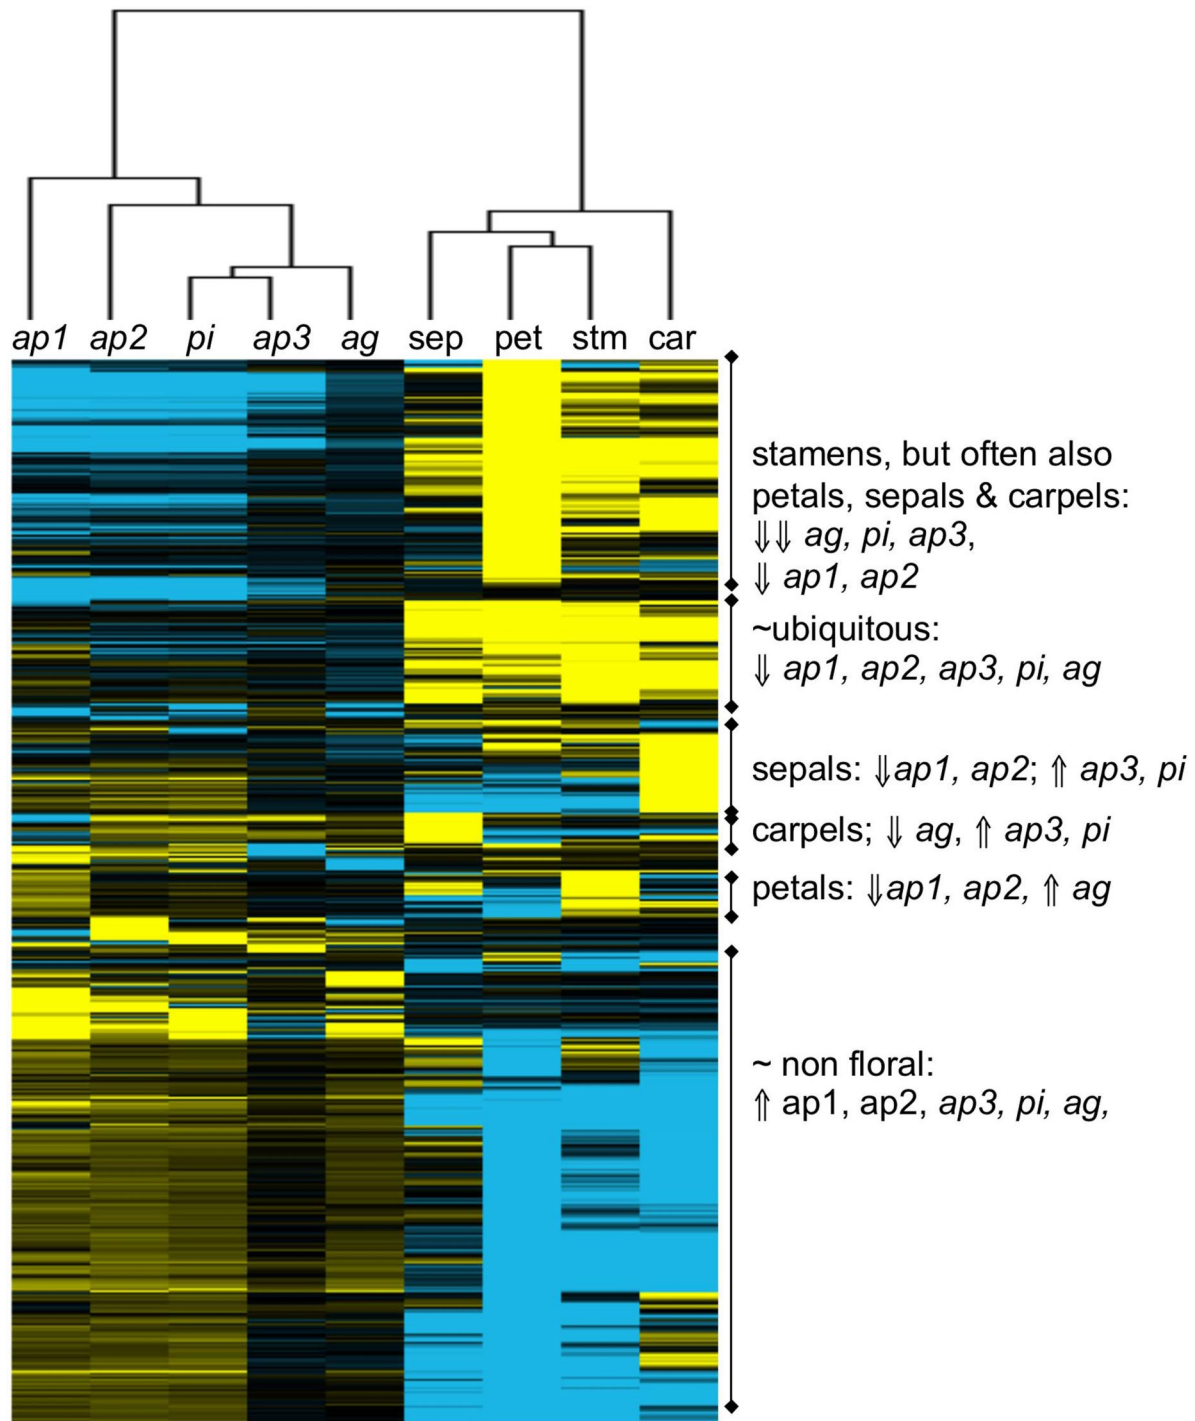 ap1 ap2 pi ap3 ag sep pet stm car
stamens, but often also
petals, sepals & carpels:
⇓⇓ ag, pi, ap3,
⇓ ap1, ap2
~ubiquitous:
⇓ ap1, ap2, ap3, pi, ag
sepals: ⇓ap1, ap2; ⇑ ap3, pi
carpels; ⇓ ag, ⇑ ap3, pi
petals: ⇓ap1, ap2, ⇑ ag
~ non floral:
⇑ ap1, ap2, ap3, pi, ag,